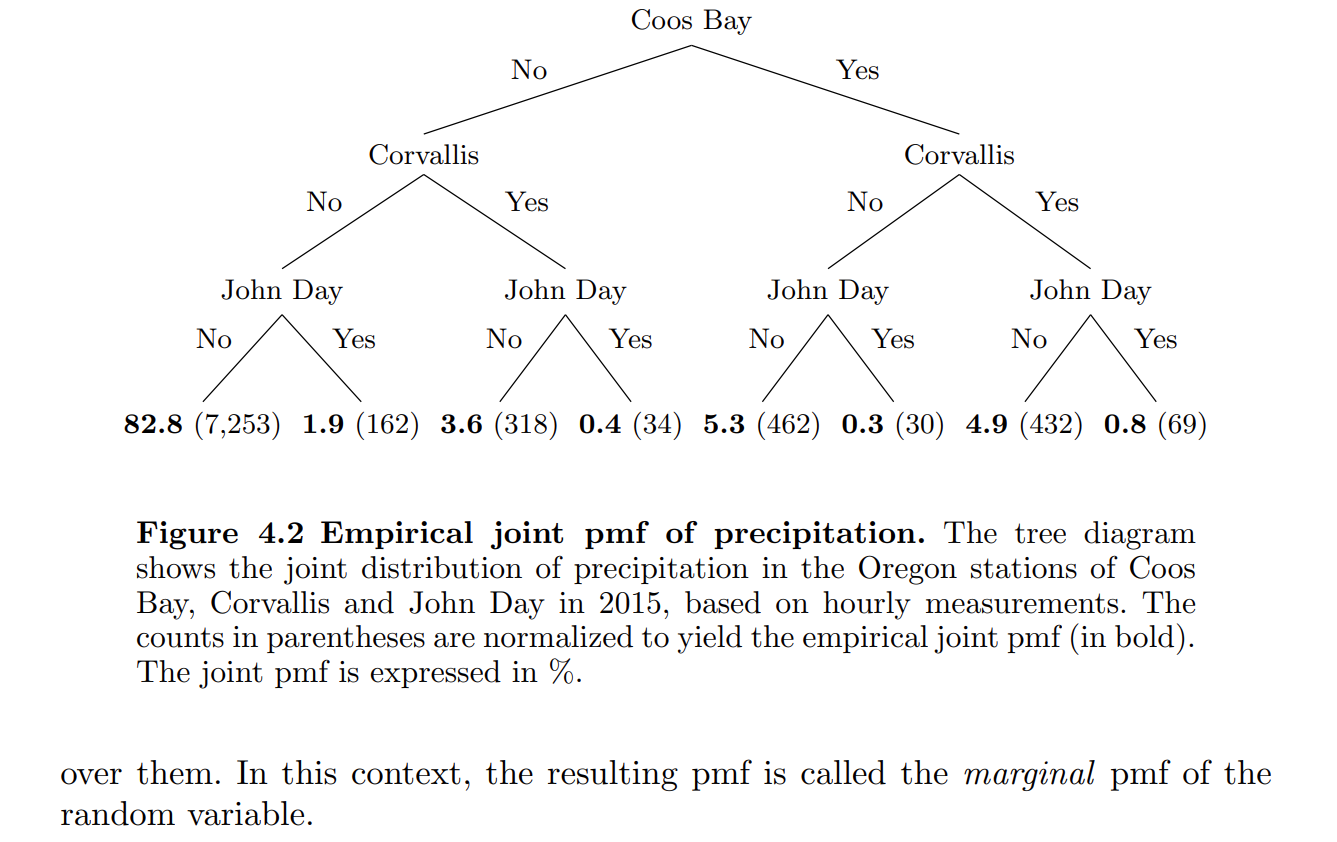 Coos Bay
No Yes
Corvallis Corvallis
No Yes No Yes
John Day John Day John Day John Day
No Yes No Yes No Yes No Yes
82.8 (7,253) 1.9 (162) 3.6 (318) 0.4 (34) 5.3 (462) 0.3 (30) 4.9 (432) 0.8 (69)
Figure 4.2 Empirical joint pmf of precipitation. The tree diagram
shows the joint distribution of precipitation in the Oregon stations of Coos
Bay, Corvallis and John Day in 2015, based on hourly measurements. The
counts in parentheses are normalized to yield the empirical joint pmf (in bold).
The joint pmf is expressed in %.
over them. In this context, the resulting pmf is called the marginal pmf of the
random variable.